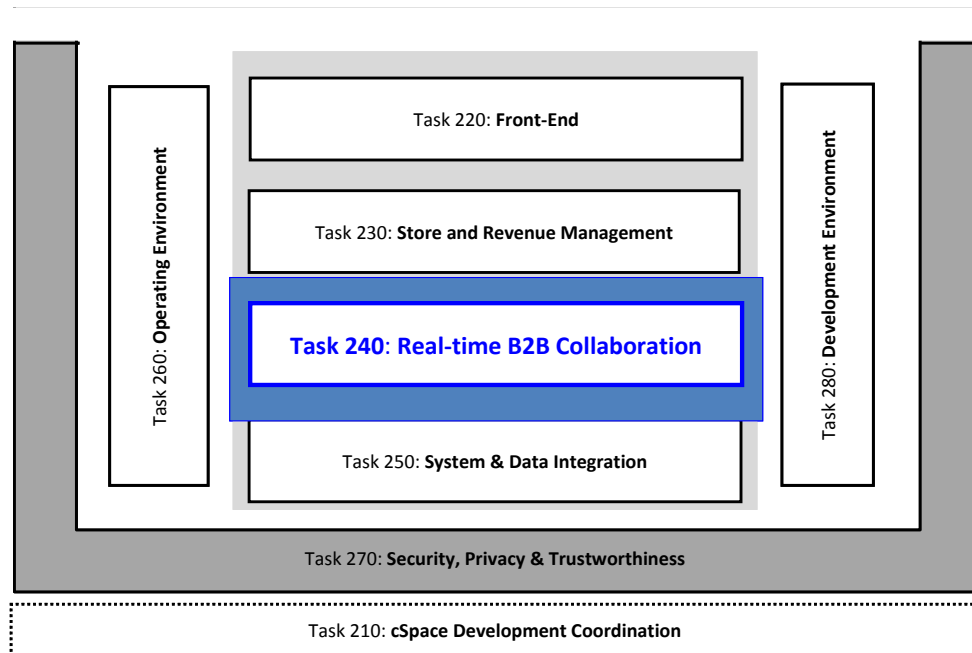 Task 220: Front-End
Task 230: Store and Revenue Management
Task 240: Real-time B2B Collaboration
Task 250: System & Data Integration
Task 260: Operating Environment
Task 280: Development Environment
Task 270: Security, Privacy & Trustworthiness
Task 210: cSpace Development Coordination